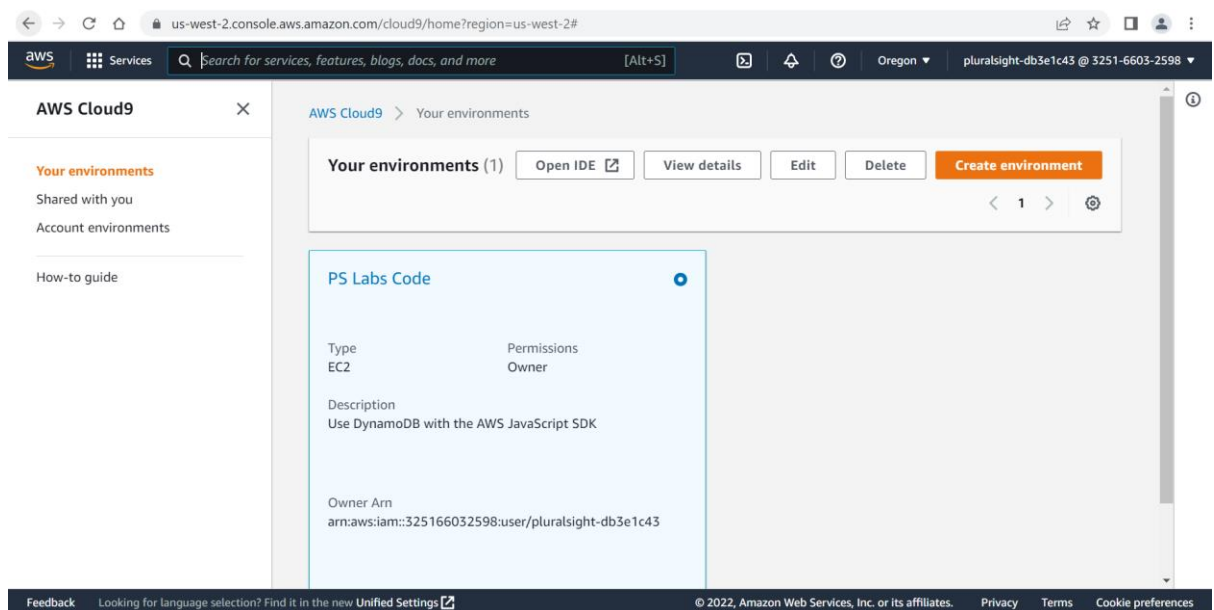 us-west-2.console.aws.amazon.com/cloud9/home?region=us-west-2#
aws Services Search for services, features, blogs, docs, and more [Alt+S] Oregon ▼ pluralsight-db3e1c43 @ 3251-6603-2598 ▼
AWS Cloud9
Your environments
Shared with you
Account environments
How-to guide
AWS Cloud9 > Your environments
Your environments (1) Open IDE View details Edit Delete Create environment
< 1 >
PS Labs Code
Type Permissions
EC2 Owner
Description
Use DynamoDB with the AWS JavaScript SDK
Owner Arn
arn:aws:iam::325166032598:user/pluralsight-db3e1c43
Feedback Looking for language selection? Find it in the new Unified Settings © 2022, Amazon Web Services, Inc. or its affiliates. Privacy Terms Cookie preferences